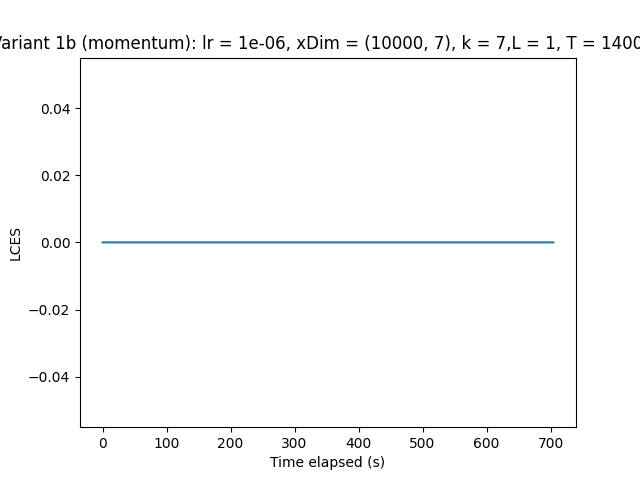 Variant 1b (momentum): lr = 1e-06, xDim = (10000, 7), k = 7,L = 1, T = 1400
0.04
0.02
0.00
−0.02
−0.04
LCES
0 100 200 300 400 500 600 700
Time elapsed (s)